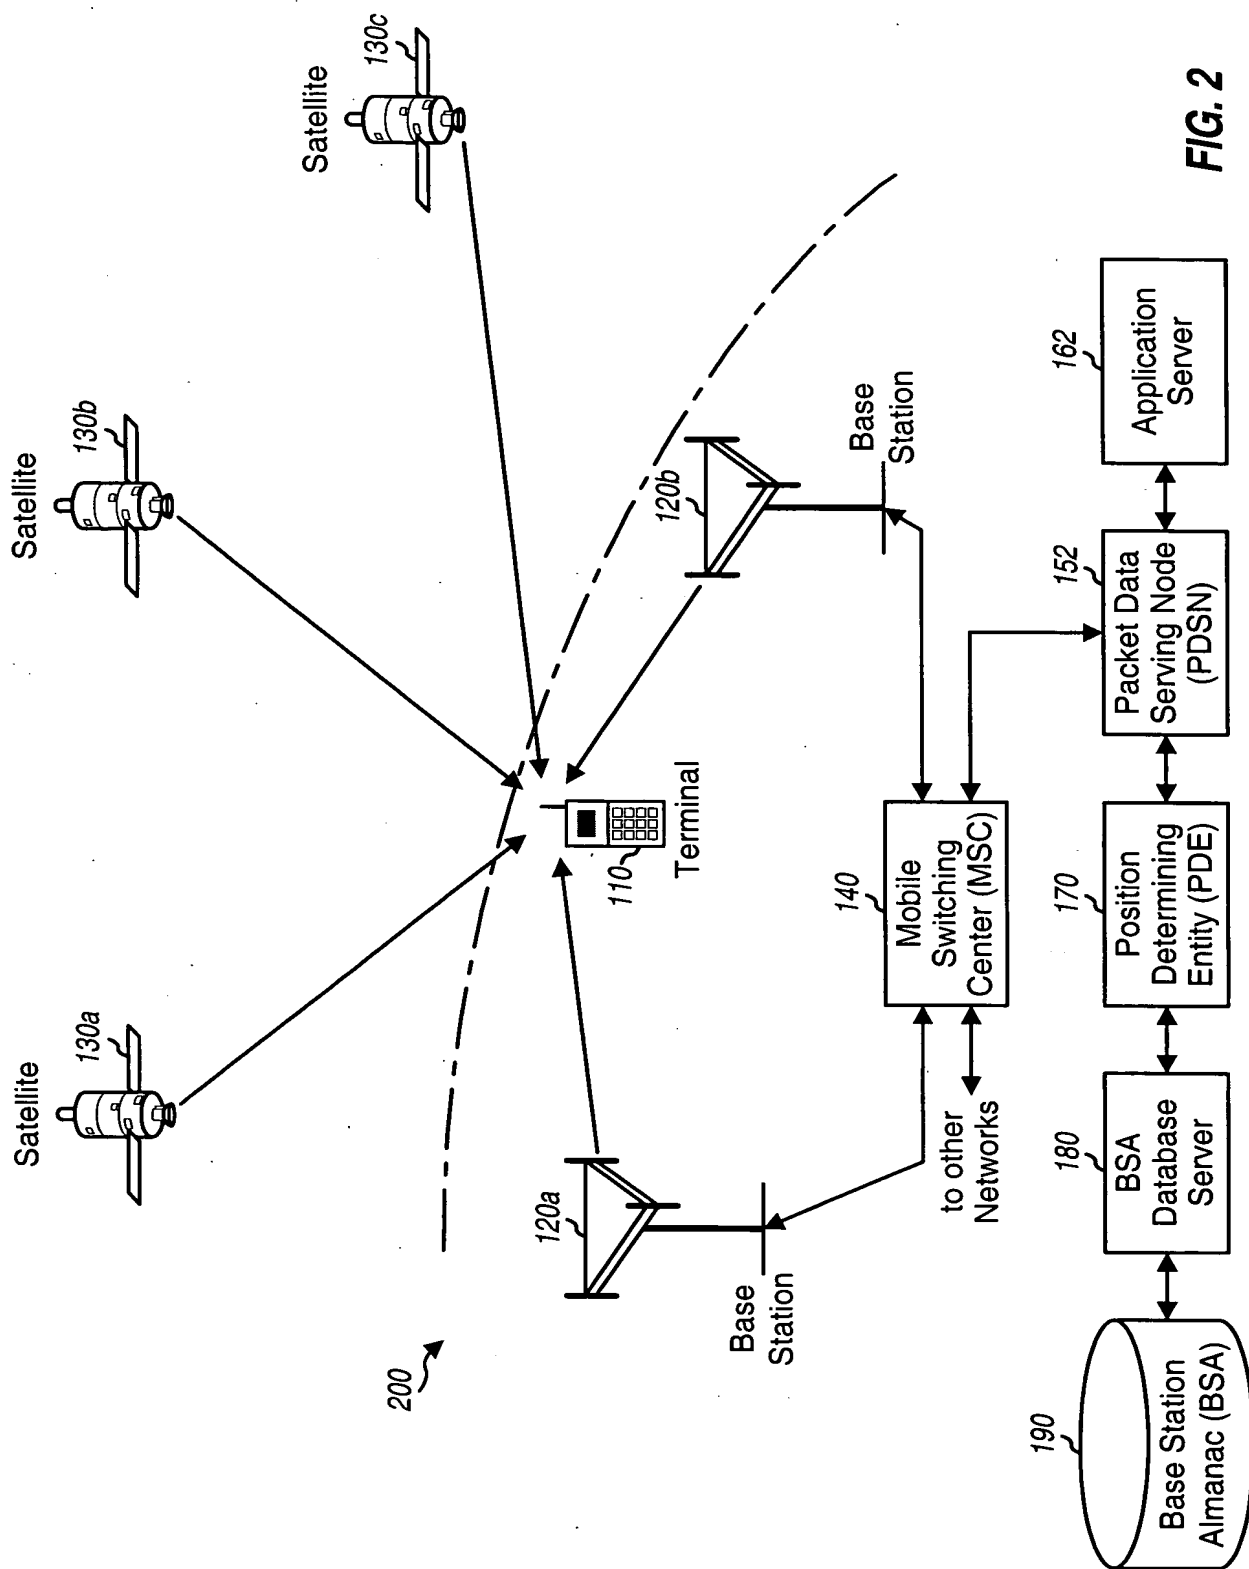 Satellite
130a
Satellite
130b
Satellite
130c
200
120a
Base
Station
110
Terminal
120b
Base
Station
140
Mobile
Switching
Center (MSC)
to other
Networks
190
Base Station
Almanac (BSA)
180
BSA
Database
Server
170
Position
Determining
Entity (PDE)
152
Packet Data
Serving Node
(PDSN)
162
Application
Server
FIG. 2